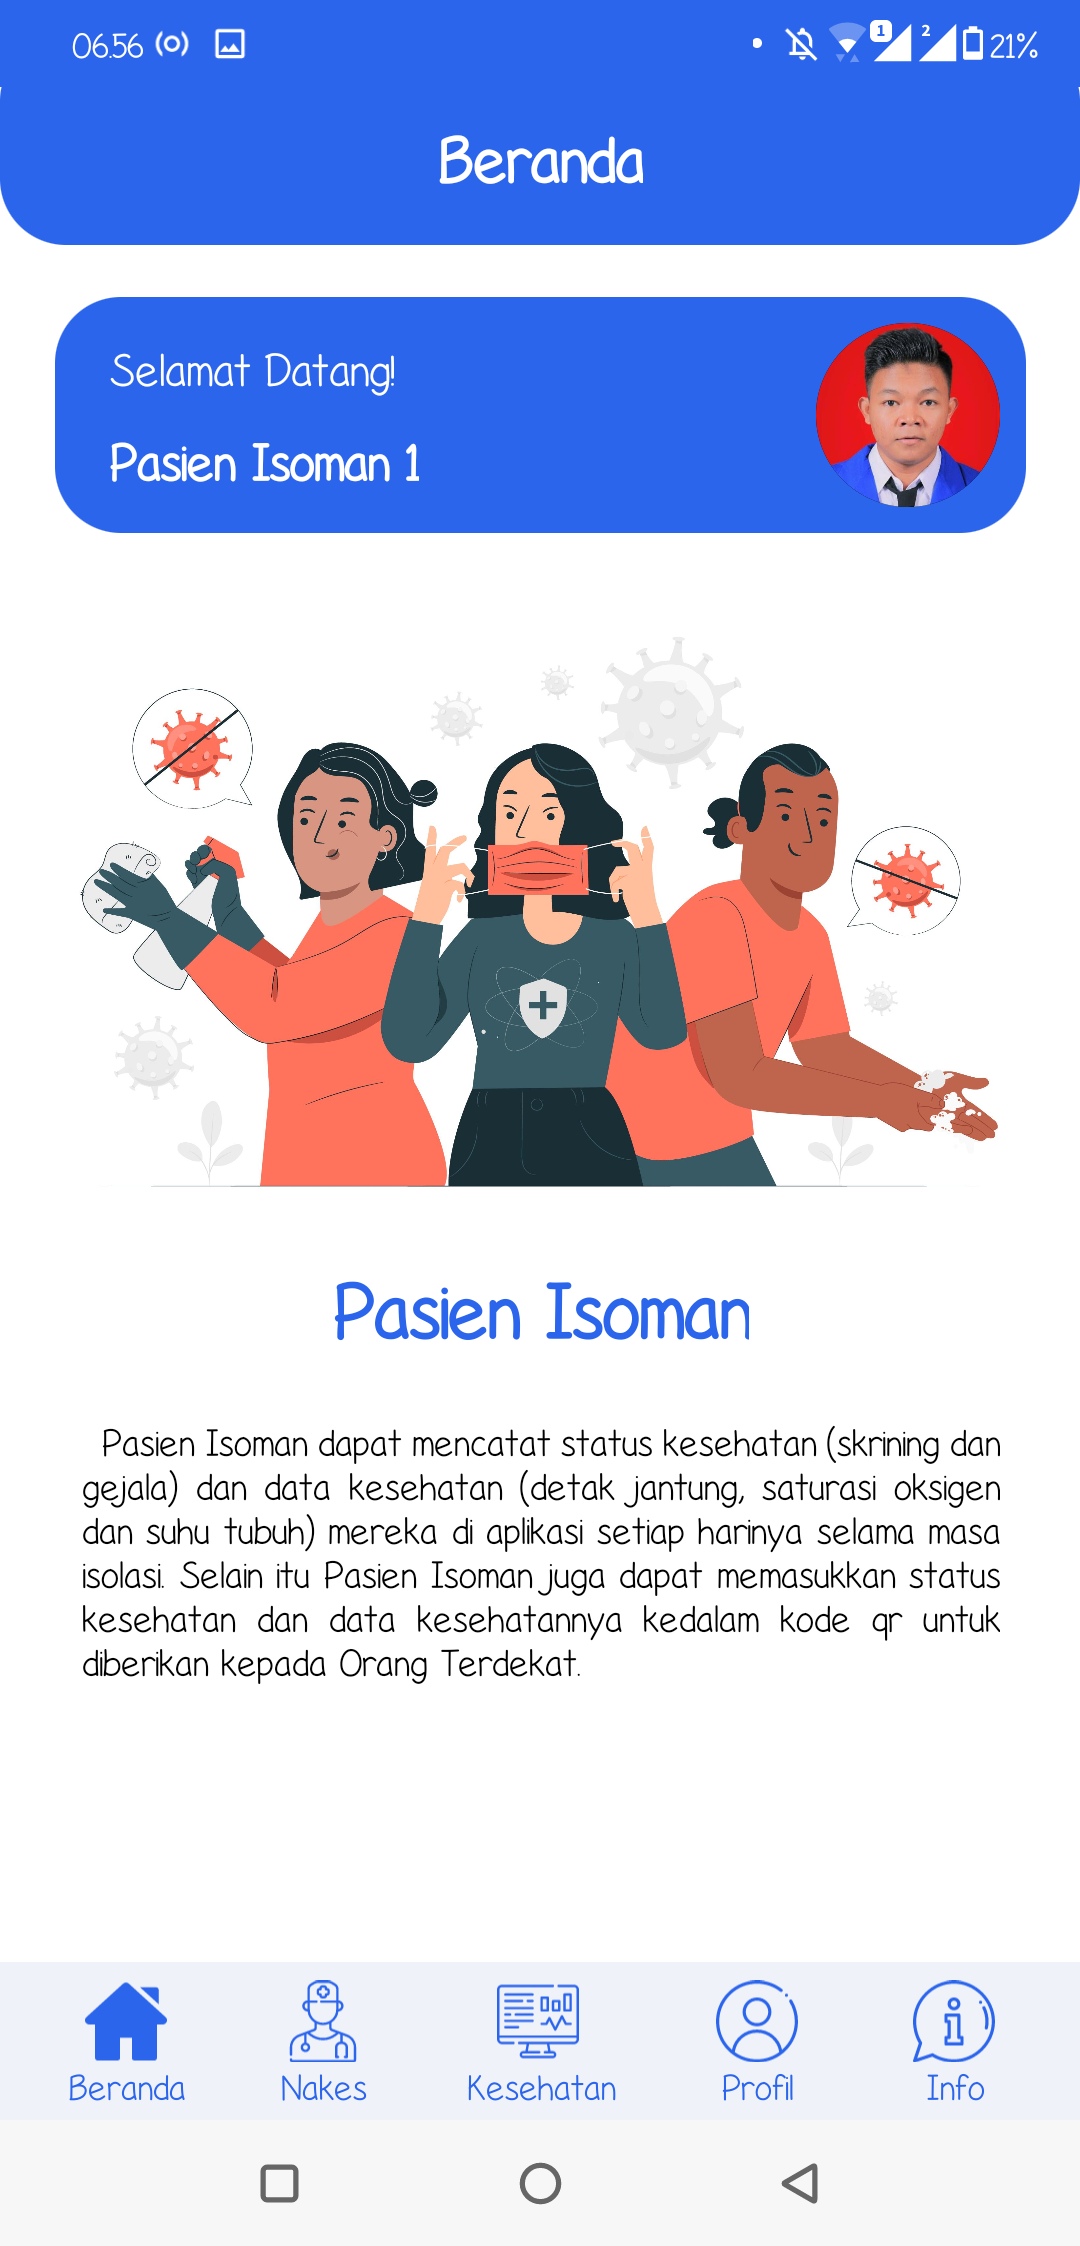 06.56
1
2
21%
Beranda
Selamat Datang!
Pasien Isoman 1
Pasien Isoman
Pasien Isoman dapat mencatat status kesehatan (skrining dan
gejala) dan data kesehatan (detak jantung, saturasi oksigen
dan suhu tubuh) mereka di aplikasi setiap harinya selama masa
isolasi. Selain itu Pasien Isoman juga dapat memasukkan status
kesehatan dan data kesehatannya kedalam kode qr untuk
diberikan kepada Orang Terdekat.
Beranda
Nakes
Kesehatan
Profil
Info